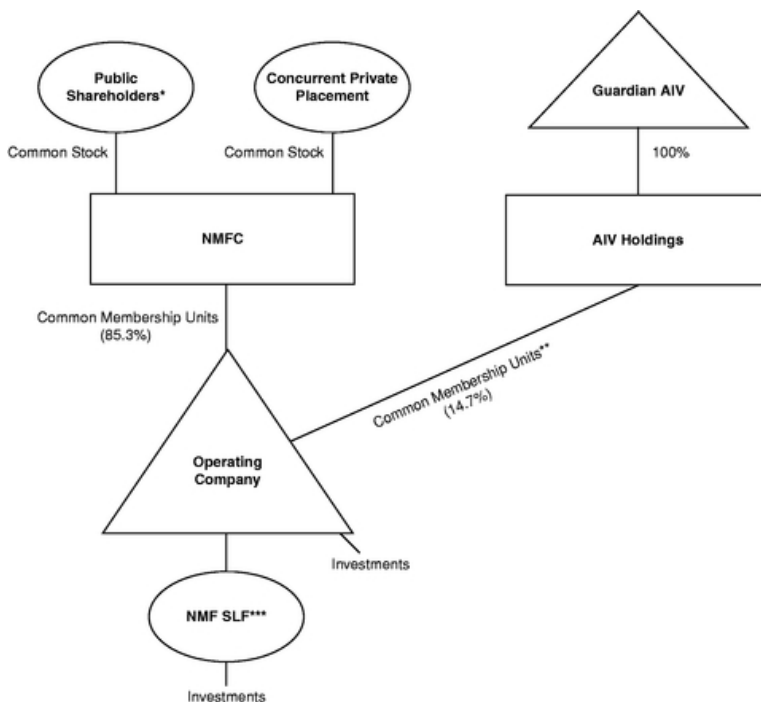 Public
Shareholders*
Concurrent Private
Placement
Guardian AIV
Common Stock
Common Stock
100%
NMFC
AIV Holdings
Common Membership Units
(85.3%)
Common Membership Units**
(14.7%)
Operating
Company
Investments
NMF SLF***
Investments